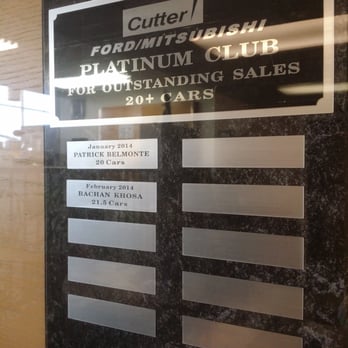 Cutter!
FORD/MITSUBISHI
PLATINUM CLUB
FOR OUTSTANDING SALES
20+ CARS
January 2014
PATRICK BELMONTE
20 Cars
February 2014
BACHAN KHOSA
21.5 Cars